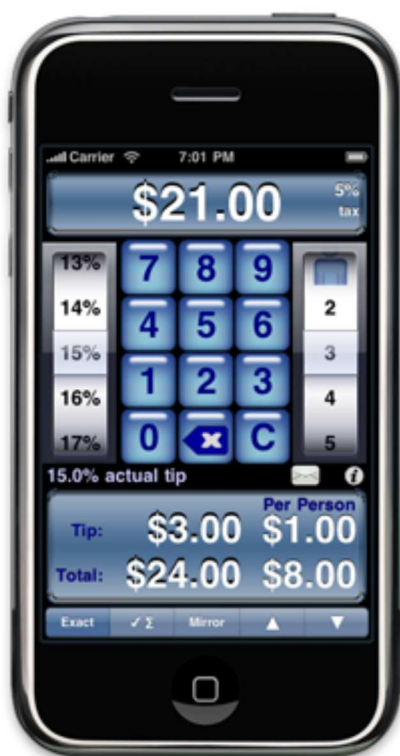 Carrier 7:01 PM
$21.00 5% tax
13%
14%
15%
16%
17%
7 8 9
4 5 6
1 2 3
0 x C
2
3
4
5
15.0% actual tip i
Per Person
Tip: $3.00 $1.00
Total: $24.00 $8.00
Exact ✓ Σ Mirror ▲ ▼